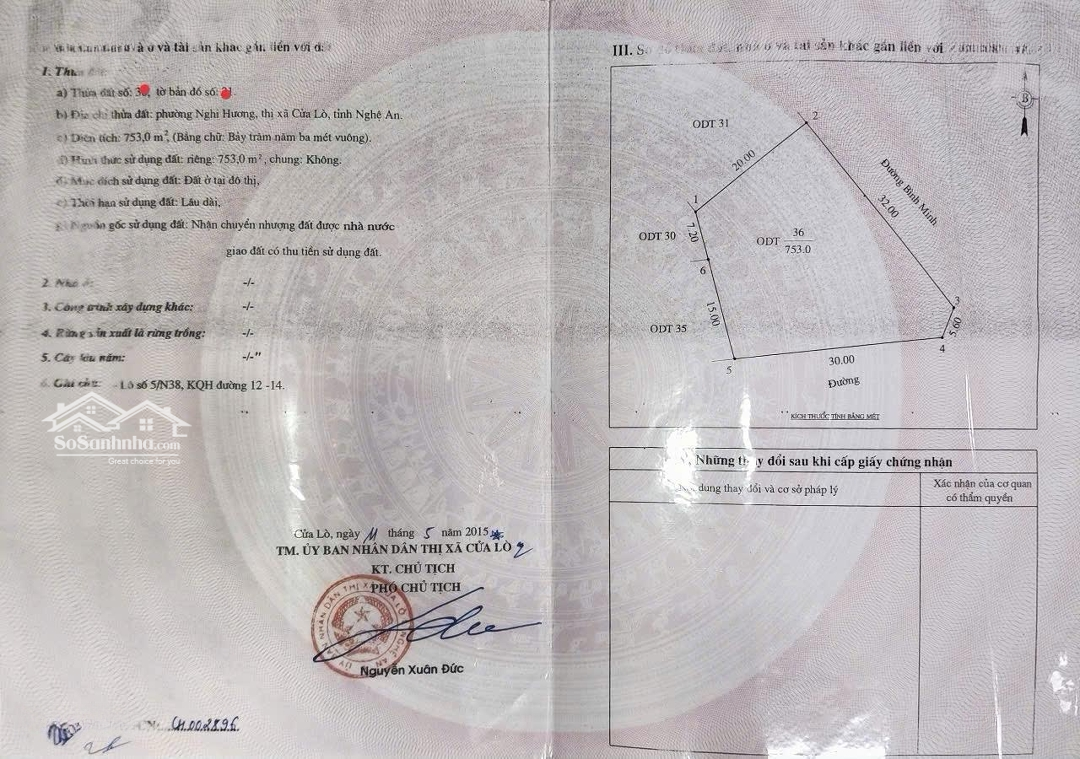 ở và tài sản khác gắn liền với
1. Thửa
a) Thửa đất số: 3 , tờ bản đồ số:
b) Địa chỉ thửa đất: phường Nghi Hương, thị xã Cửa Lò, tỉnh Nghệ An.
c) Diện tích: 753,0 m², (Bằng chữ: Bảy trăm năm ba mét vuông).
d) Hình thức sử dụng đất: riêng: 753,0 m², chung: Không.
đ) Mục đích sử dụng đất: Đất ở tại đô thị,
e) Thời hạn sử dụng đất: Lâu dài,
g) Nguồn gốc sử dụng đất: Nhận chuyển nhượng đất được nhà nước
giao đất có thu tiền sử dụng đất.
2. Nhà ở: -/-
3. Công trình xây dựng khác: -/-
4. Rừng sản xuất là rừng trồng: -/-
5. Cây lâu năm: -/-"
6. Ghi chú: - Lô số 5/N38, KQH đường 12 -14.
SoSanhnha.com
Great choice for you
Cửa Lò, ngày 11 tháng 5 năm 2015
TM. ỦY BAN NHÂN DÂN THỊ XÃ CỬA LÒ
KT. CHỦ TỊCH
PHÓ CHỦ TỊCH
Nguyễn Xuân Đức
CH002896
III. Sơ đồ thửa đất, nhà ở và tài sản khác gắn liền với
B
ODT 31
2
20.00
Đường Bình Minh
32.00
1
7.20
ODT 30
ODT 36
753.0
6
15.00
ODT 35
3
5.60
4
30.00
5
Đường
KÍCH THƯỚC TÍNH BẰNG MÉT
Những thay đổi sau khi cấp giấy chứng nhận
Nội dung thay đổi và cơ sở pháp lý
Xác nhận của cơ quan
có thẩm quyền